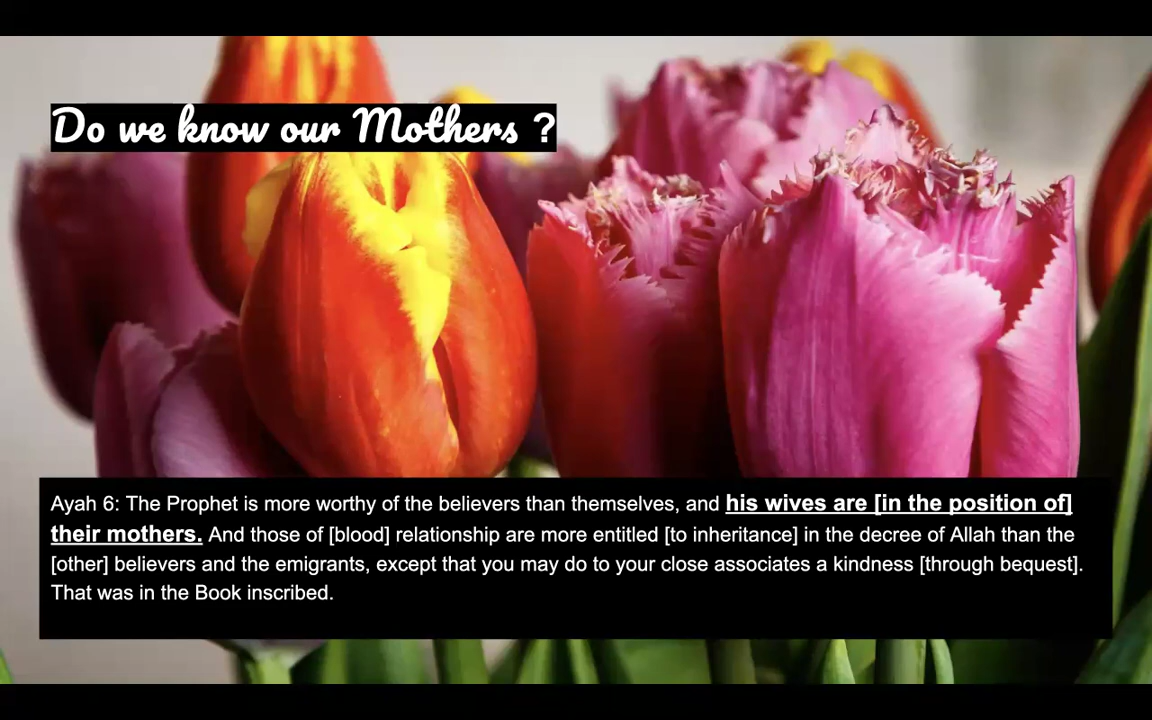 Do we know our Mothers ?
Ayah 6: The Prophet is more worthy of the believers than themselves, and his wives are [in the position of]
their mothers. And those of [blood] relationship are more entitled [to inheritance] in the decree of Allah than the
[other] believers and the emigrants, except that you may do to your close associates a kindness [through bequest].
That was in the Book inscribed.